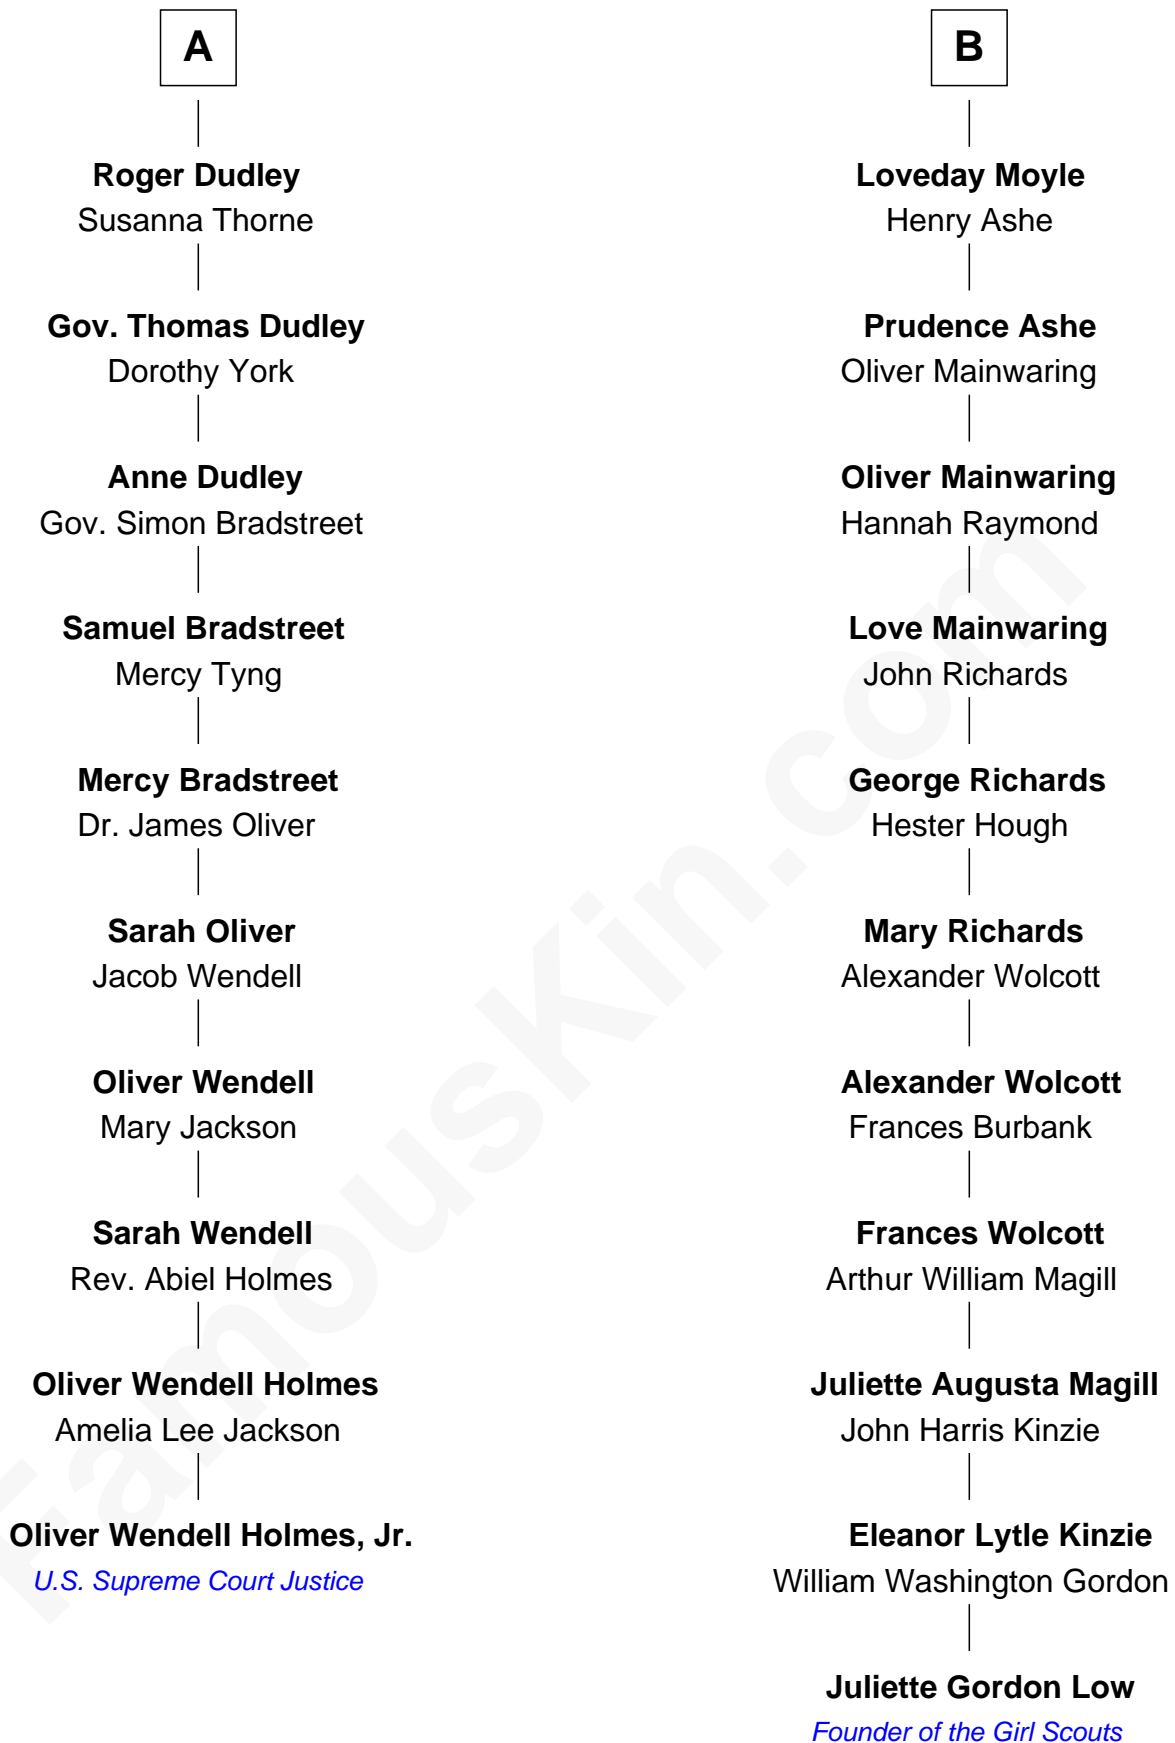 A
Roger Dudley
Susanna Thorne
Gov. Thomas Dudley
Dorothy York
Anne Dudley
Gov. Simon Bradstreet
Samuel Bradstreet
Mercy Tyng
Mercy Bradstreet
Dr. James Oliver
Sarah Oliver
Jacob Wendell
Oliver Wendell
Mary Jackson
Sarah Wendell
Rev. Abiel Holmes
Oliver Wendell Holmes
Amelia Lee Jackson
Oliver Wendell Holmes, Jr.
U.S. Supreme Court Justice
B
Loveday Moyle
Henry Ashe
Prudence Ashe
Oliver Mainwaring
Oliver Mainwaring
Hannah Raymond
Love Mainwaring
John Richards
George Richards
Hester Hough
Mary Richards
Alexander Wolcott
Alexander Wolcott
Frances Burbank
Frances Wolcott
Arthur William Magill
Juliette Augusta Magill
John Harris Kinzie
Eleanor Lytle Kinzie
William Washington Gordon
Juliette Gordon Low
Founder of the Girl Scouts
FamousKin.com